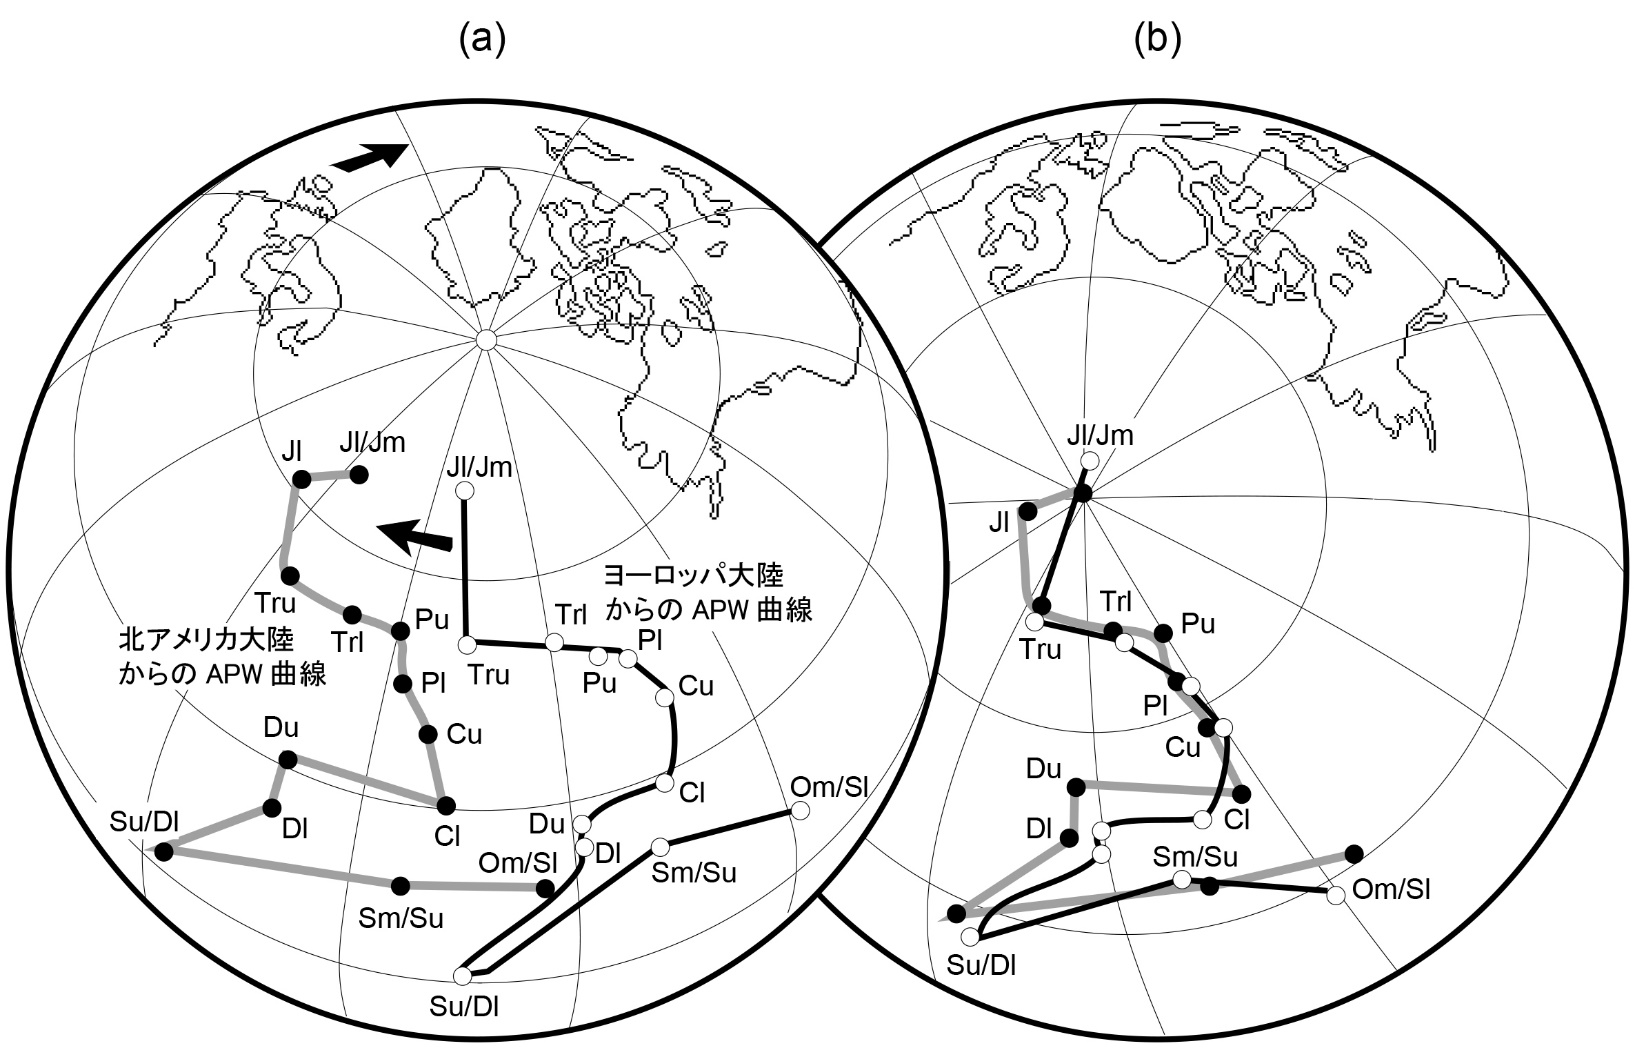 (a)
(b)
Jl
Jl/Jm
Jl/Jm
ヨーロッパ大陸
からの APW 曲線
Tru
Trl
Pu
Trl
Pl
北アメリカ大陸
からの APW 曲線
Tru
Pu
Pl
Cu
Du
Cu
Cl
Om/Sl
Su/Dl
Dl
Cl
Du
Om/Sl
Dl
Sm/Su
Sm/Su
Su/Dl
Jl/Jm
Jl
Trl
Pu
Tru
Pl
Cu
Du
Dl
Cl
Sm/Su
Om/Sl
Su/Dl